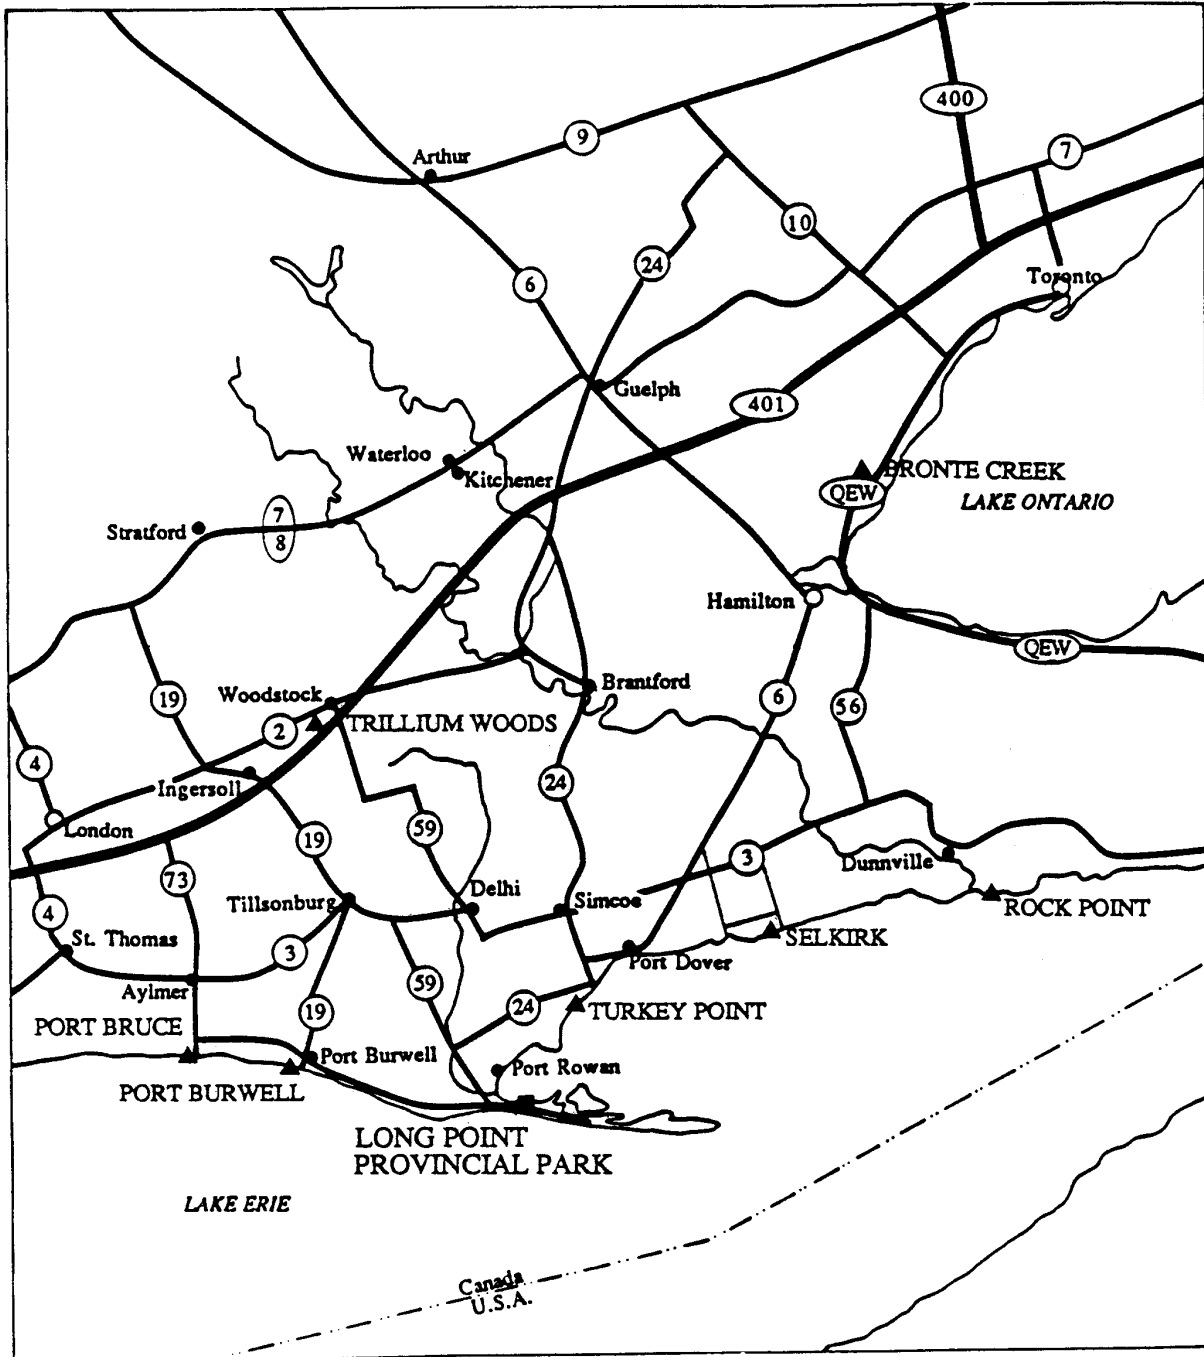 400
9
7
Arthur
10
24
6
Toronto
Guelph
401
Waterloo
Kitchener
BRONTE CREEK
QEW
LAKE ONTARIO
7
8
Stratford
Hamilton
QEW
Woodstock
Brantford
19
6
56
2
TRILLIUM WOODS
4
Ingersoll
24
London
19
59
3
Dunnville
73
Delhi
Tillsonburg
Simcoe
ROCK POINT
4
St. Thomas
SELKIRK
3
Port Dover
Aylmer
59
19
24
TURKEY POINT
PORT BRUCE
Port Burwell
Port Rowan
PORT BURWELL
LONG POINT
PROVINCIAL PARK
LAKE ERIE
Canada
U.S.A.